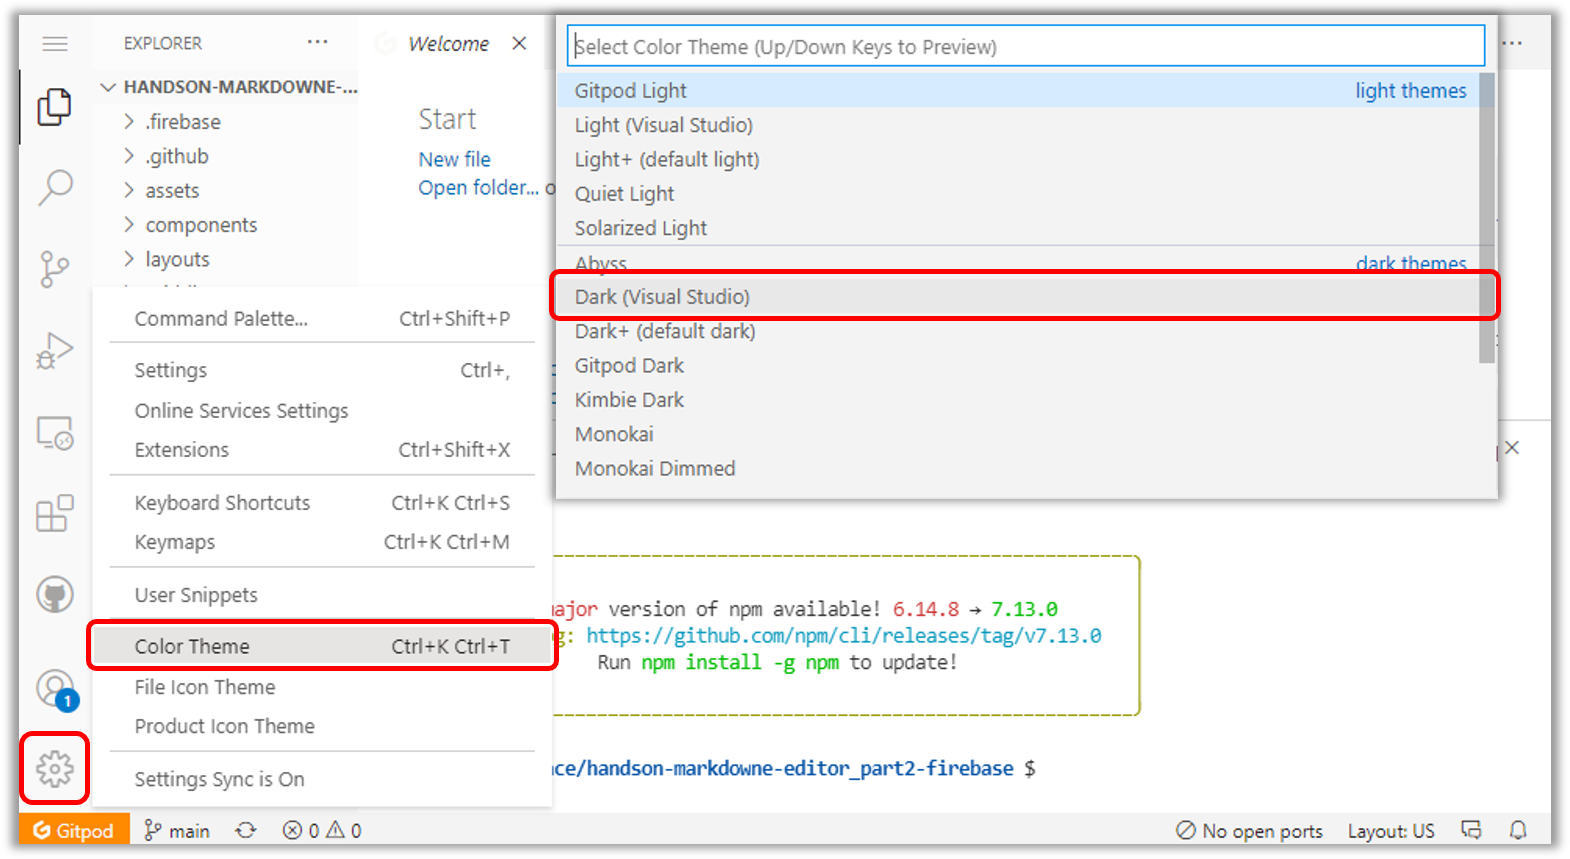 EXPLORER ...
HANDSON-MARKDOWNE-...
.firebase
.github
assets
components
layouts
Welcome
Start
New file
Open folder... o
Select Color Theme (Up/Down Keys to Preview)
Gitpod Light light themes
Light (Visual Studio)
Light+ (default light)
Quiet Light
Solarized Light
Abyss dark themes
Dark (Visual Studio)
Dark+ (default dark)
Gitpod Dark
Kimbie Dark
Monokai
Monokai Dimmed
...
Command Palette... Ctrl+Shift+P
Settings Ctrl+,
Online Services Settings
Extensions Ctrl+Shift+X
Keyboard Shortcuts Ctrl+K Ctrl+S
Keymaps Ctrl+K Ctrl+M
User Snippets
Color Theme Ctrl+K Ctrl+T
File Icon Theme
Product Icon Theme
Settings Sync is On
1
ajor version of npm available! 6.14.8 → 7.13.0
g: https://github.com/npm/cli/releases/tag/v7.13.0
Run npm install -g npm to update!
ce/handson-markdowne-editor_part2-firebase $
Gitpod main 0 0 No open ports Layout: US